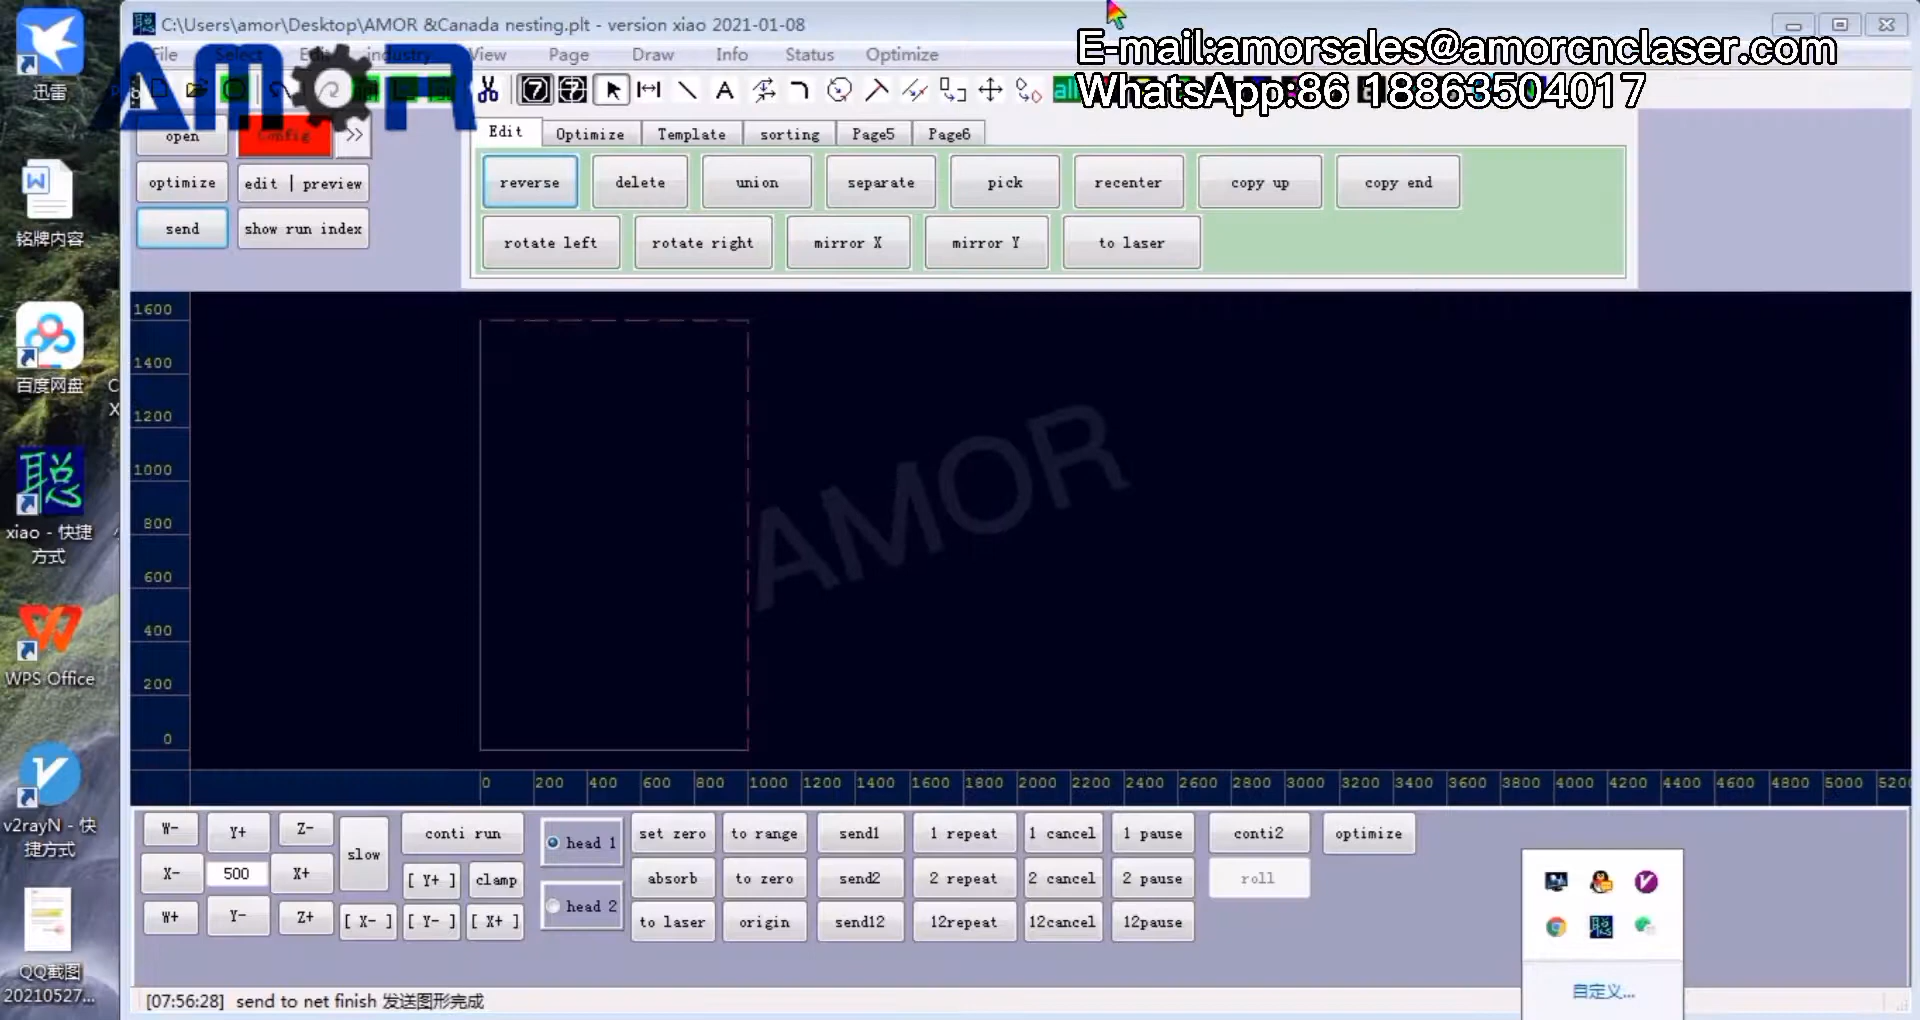 C:\Users\amor\Desktop\AMOR &Canada nesting.plt - version xiao 2021-01-08
E-mail:amorsales@amorcnclaser.com
WhatsApp:86 18863504017
File Select Edit industry View Page Draw Info Status Optimize
AMOR
all
open Config >>
optimize edit | preview
send show run index
Edit Optimize Template sorting Page5 Page6
reverse delete union separate pick recenter copy up copy end
rotate left rotate right mirror X mirror Y to laser
迅雷
铭牌内容
百度网盘
xiao - 快捷
方式
WPS Office
v2rayN - 快
捷方式
QQ截图
20210527...
1600
1400
1200
1000
800
600
400
200
0
AMOR
0 200 400 600 800 1000 1200 1400 1600 1800 2000 2200 2400 2600 2800 3000 3200 3400 3600 3800 4000 4200 4400 4600 4800 5000 520
W- Y+ Z- slow conti run head 1 set zero to range send1 1 repeat 1 cancel 1 pause conti2 optimize
X- 500 X+ [ Y+ ] clamp head 2 absorb to zero send2 2 repeat 2 cancel 2 pause roll
W+ Y- Z+ [ X- ] [ Y- ] [ X+ ] to laser origin send12 12repeat 12cancel 12pause
自定义...
[07:56:28] send to net finish 发送图形完成